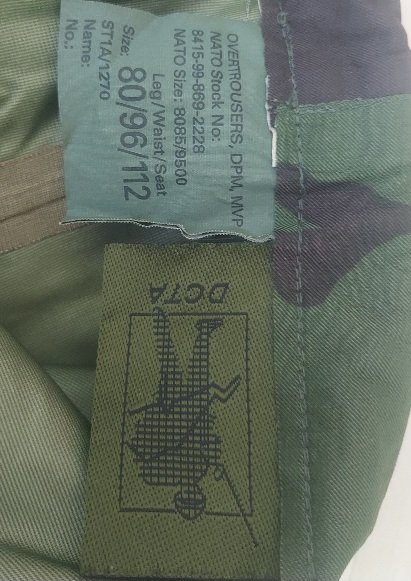 OVERTROUSERS, DPM, MVP
NATO Stock No:
8415-99-869-2228
NATO Size: 8085/9500
Leg/Waist/Seat
Size: 80/96/112
ST1A/1270
Name:
No.:
DCTA